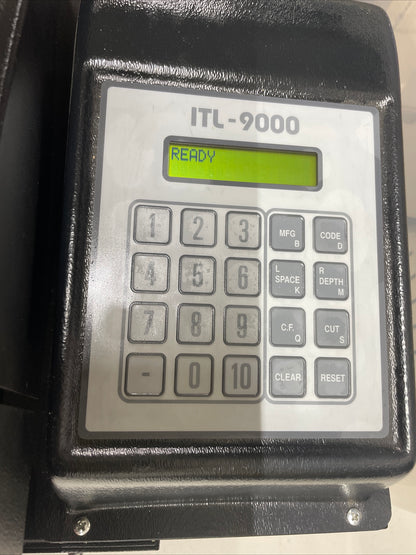 ITL-9000
READY
1 2 3 MFG B CODE D
4 5 6 L SPACE K R DEPTH M
7 8 9 C.F. Q CUT S
- 0 10 CLEAR RESET